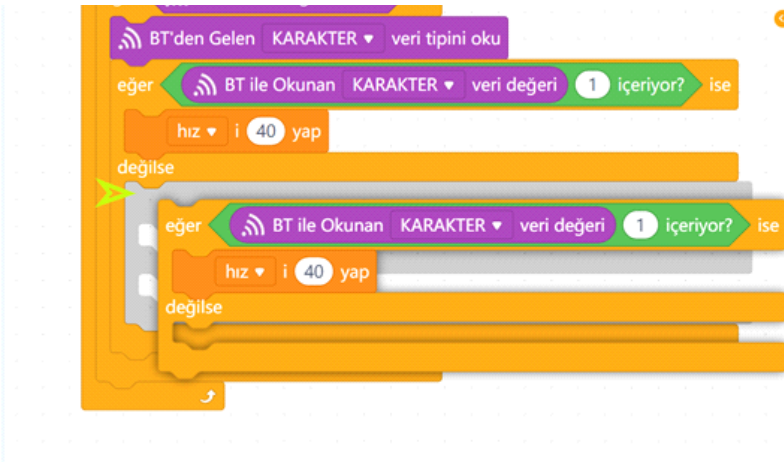 BT'den Gelen KARAKTER veri tipini oku
eğer BT ile Okunan KARAKTER veri değeri 1 içeriyor? ise
hız i 40 yap
değilse
eğer BT ile Okunan KARAKTER veri değeri 1 içeriyor? ise
hız i 40 yap
değilse